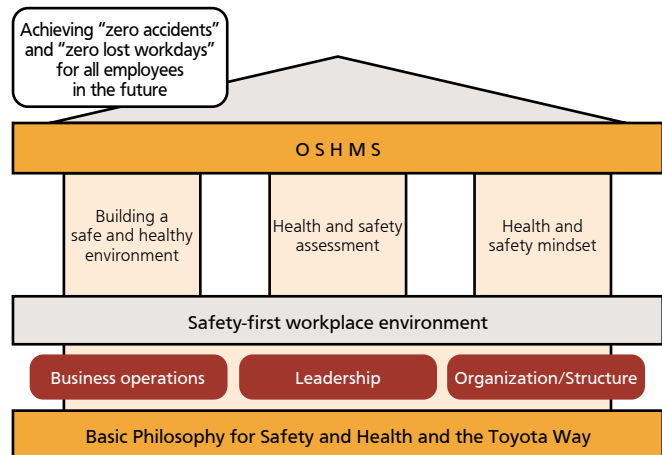 Achieving “zero accidents”
and “zero lost workdays”
for all employees
in the future
O S H M S
Building a
safe and healthy
environment
Health and safety
assessment
Health and
safety mindset
Safety-first workplace environment
Business operations
Leadership
Organization/Structure
Basic Philosophy for Safety and Health and the Toyota Way